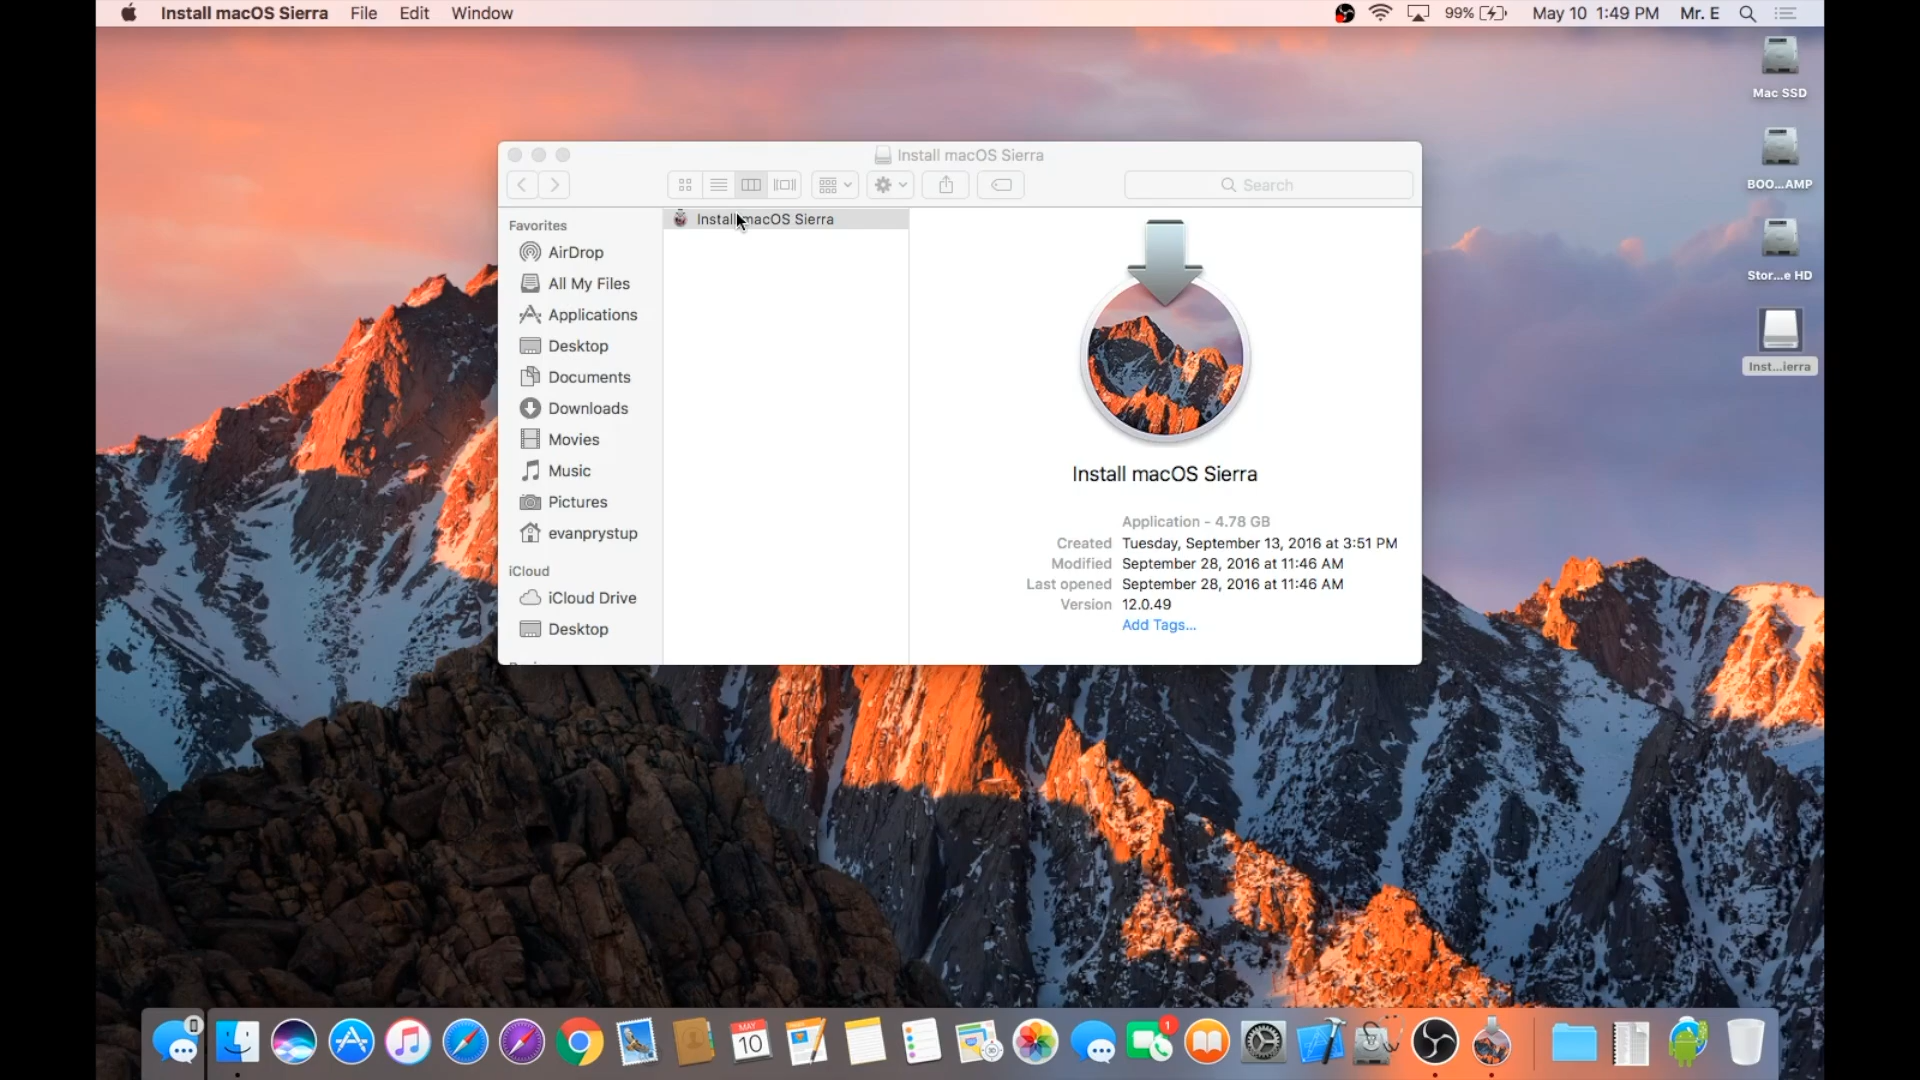 Install macOS Sierra File Edit Window 99% May 10 1:49 PM Mr. E
Mac SSD
BOO...AMP
Stor...e HD
Inst...ierra
Install macOS Sierra
Search
Favorites
AirDrop
All My Files
Applications
Desktop
Documents
Downloads
Movies
Music
Pictures
evanprystup
iCloud
iCloud Drive
Desktop
Install macOS Sierra
Install macOS Sierra
Application - 4.78 GB
Created Tuesday, September 13, 2016 at 3:51 PM
Modified September 28, 2016 at 11:46 AM
Last opened September 28, 2016 at 11:46 AM
Version 12.0.49
Add Tags...
MAY
10
1